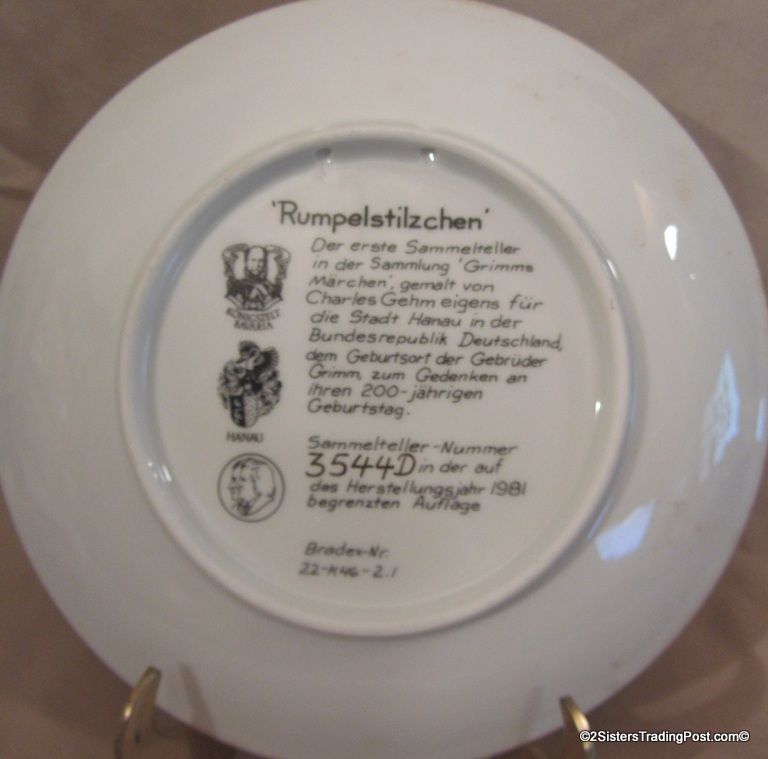 'Rumpelstilzchen'
Der erste Sammelteller
in der Sammlung 'Grimms
Märchen', gemalt von
Charles Gehm eigens für
die Stadt Hanau in der
Bundesrepublik Deutschland,
dem Geburtsort der Gebrüder
Grimm, zum Gedenken an
ihren 200-jährigen
Geburtstag.
KÖNIGSZELT
BAVARIA
HANAU
Sammelteller-Nummer
3544D in der auf
das Herstellungsjahr 1981
begrenzten Auflage
Bradex-Nr.
22-K46-2.1
©2SistersTradingPost.com©